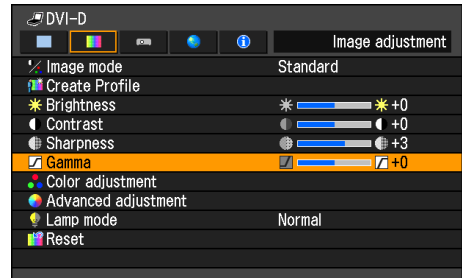 DVI-D
Image adjustment
Image mode Standard
Create Profile
Brightness +0
Contrast +0
Sharpness +3
Gamma +0
Color adjustment
Advanced adjustment
Lamp mode Normal
Reset